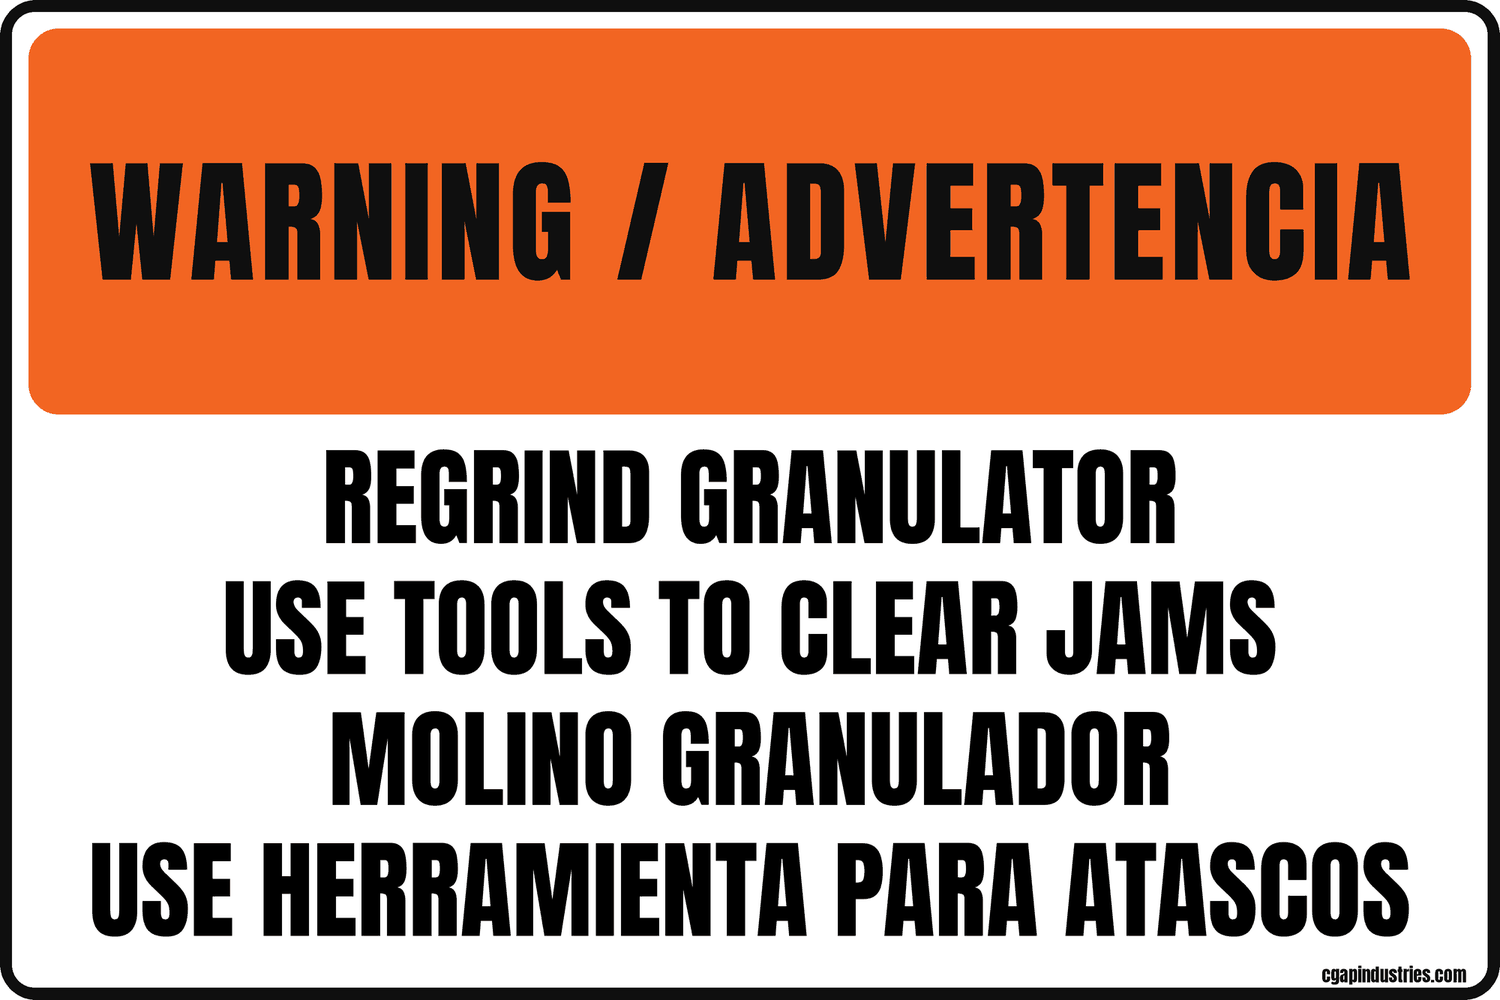 WARNING / ADVERTENCIA
REGRIND GRANULATOR
USE TOOLS TO CLEAR JAMS
MOLINO GRANULADOR
USE HERRAMIENTA PARA ATASCOS
cgapindustries.com